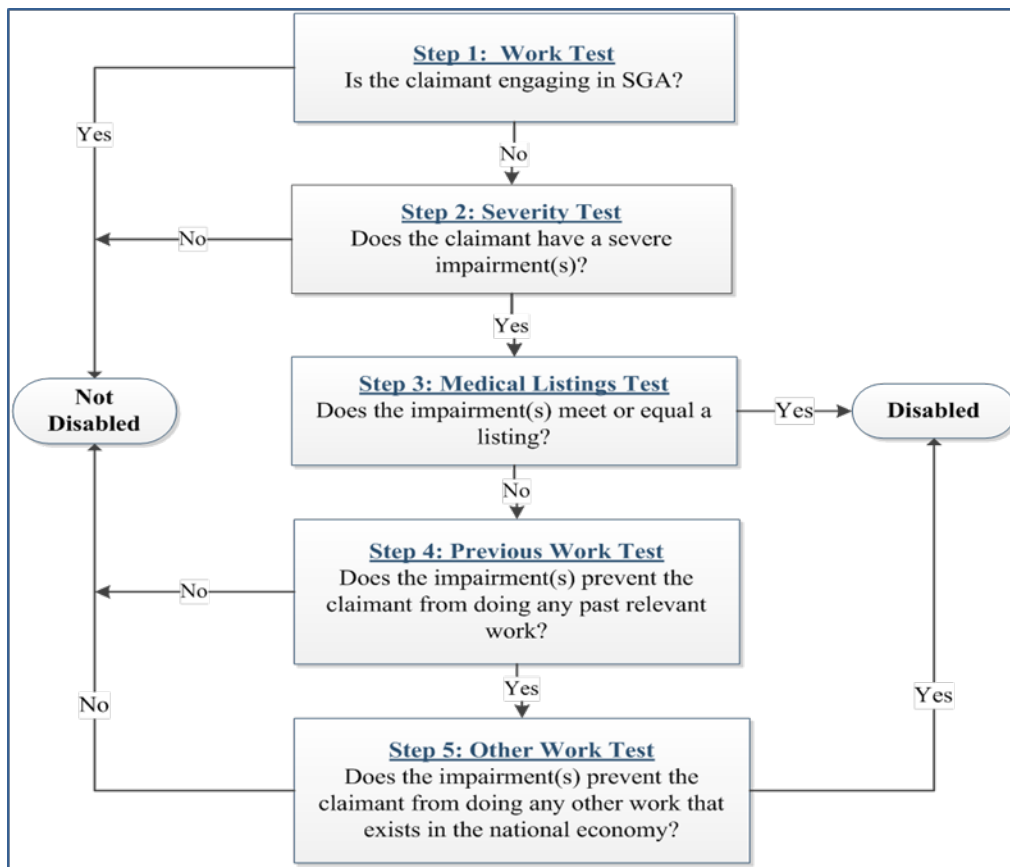 Step 1:  Work Test
Is the claimant engaging in SGA?
Yes
No
Step 2: Severity Test
Does the claimant have a severe
impairment(s)?
No
Yes
Step 3: Medical Listings Test
Does the impairment(s) meet or equal a
listing?
Yes
Not
Disabled
Disabled
No
Step 4: Previous Work Test
Does the impairment(s) prevent the
claimant from doing any past relevant
work?
No
Yes
No
Yes
Step 5: Other Work Test
Does the impairment(s) prevent the
claimant from doing any other work that
exists in the national economy?